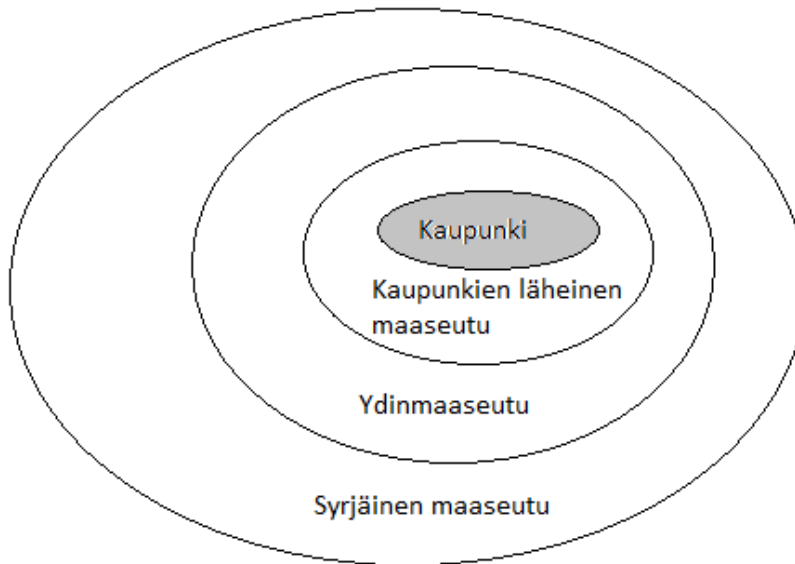 Kaupunki
Kaupunkien läheinen
maaseutu
Ydinmaaseutu
Syrjäinen maaseutu